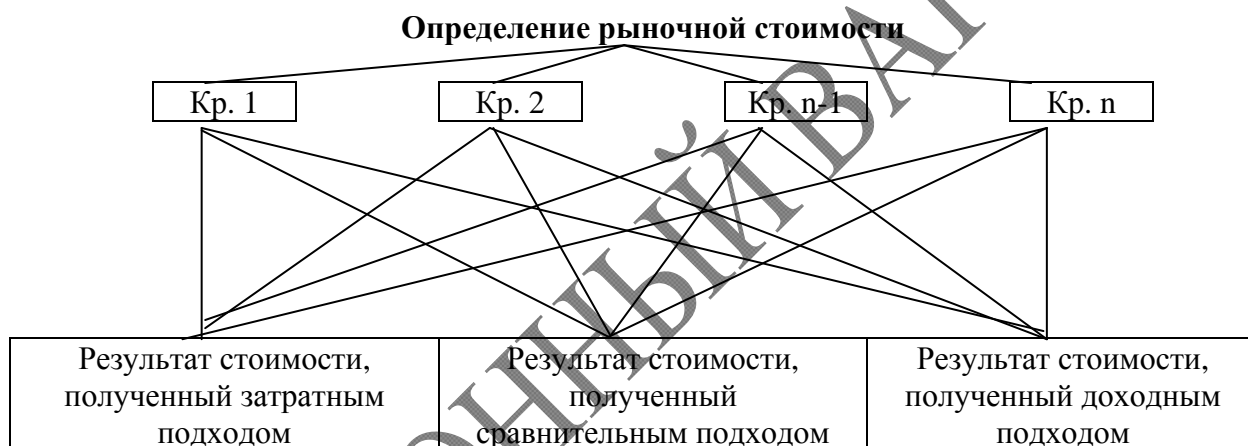 Определение рыночной стоимости
Кр. 1 Кр. 2 Кр. n-1 Кр. n
Результат стоимости, Результат стоимости, Результат стоимости,
полученный затратным полученный полученный доходным
подходом сравнительным подходом подходом